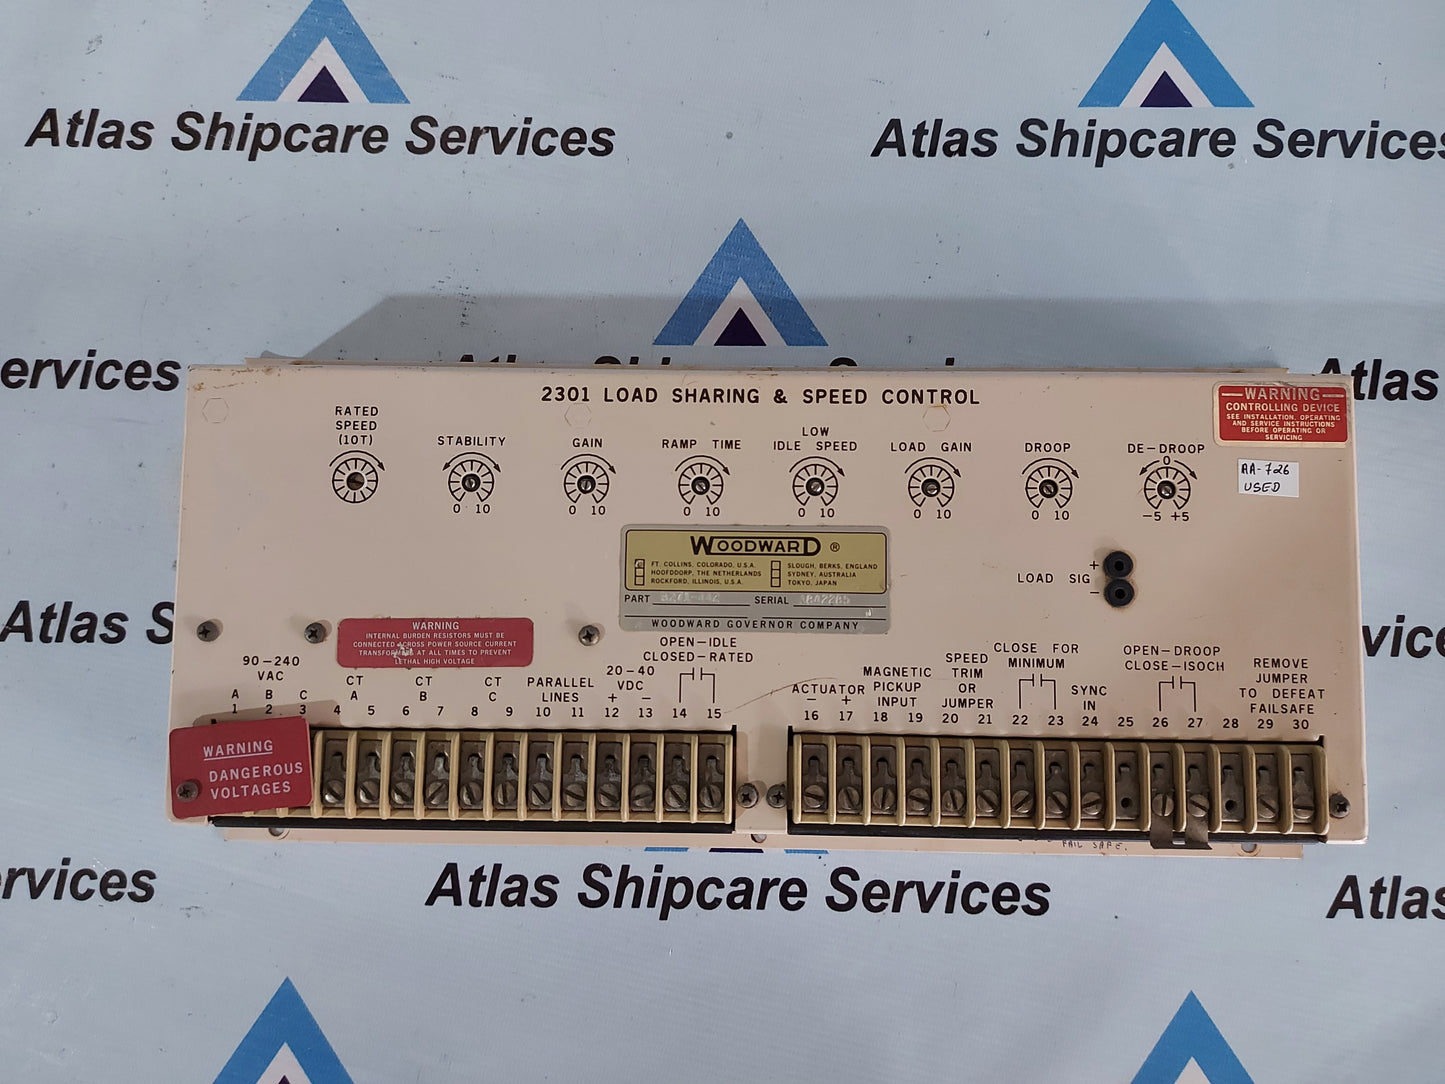 Atlas Shipcare Services
Atlas Shipcare Services
ervices
Atlas Shipcare Services
Atlas
2301 LOAD SHARING & SPEED CONTROL
WARNING
CONTROLLING DEVICE
SEE INSTALLATION, OPERATING
AND SERVICE INSTRUCTIONS
BEFORE OPERATING OR
SERVICING
RATED
SPEED
(10T)
STABILITY
0 10
GAIN
0 10
RAMP TIME
0 10
LOW
IDLE SPEED
0 10
LOAD GAIN
0 10
DROOP
0 10
DE-DROOP
0
-5 +5
AA-726
USED
WOODWARD ®
FT. COLLINS, COLORADO, U.S.A.
HOOFDDORP, THE NETHERLANDS
ROCKFORD, ILLINOIS, U.S.A.
SLOUGH, BERKS, ENGLAND
SYDNEY, AUSTRALIA
TOKYO, JAPAN
PART
SERIAL
WOODWARD GOVERNOR COMPANY
LOAD SIG
+
-
Atlas S
vice
WARNING
INTERNAL BURDEN RESISTORS MUST BE
CONNECTED ACROSS POWER SOURCE CURRENT
TRANSFORMER AT ALL TIMES TO PREVENT
LETHAL HIGH VOLTAGE
90-240
VAC
A B C
1 2 3
CT
A
4 5
CT
B
6 7
CT
C
8 9
PARALLEL
LINES
10 11
20-40
VDC
+ -
12 13
OPEN-IDLE
CLOSED-RATED
14 15
ACTUATOR
- +
16 17
MAGNETIC
PICKUP
INPUT
18 19
SPEED
TRIM
OR
JUMPER
20 21
CLOSE FOR
MINIMUM
22 23
SYNC
IN
24 25
OPEN-DROOP
CLOSE-ISOCH
26 27
28
REMOVE
JUMPER
TO DEFEAT
FAILSAFE
29 30
WARNING
DANGEROUS
VOLTAGES
FAIL SAFE.
ervices
Atlas Shipcare Services
Atlas